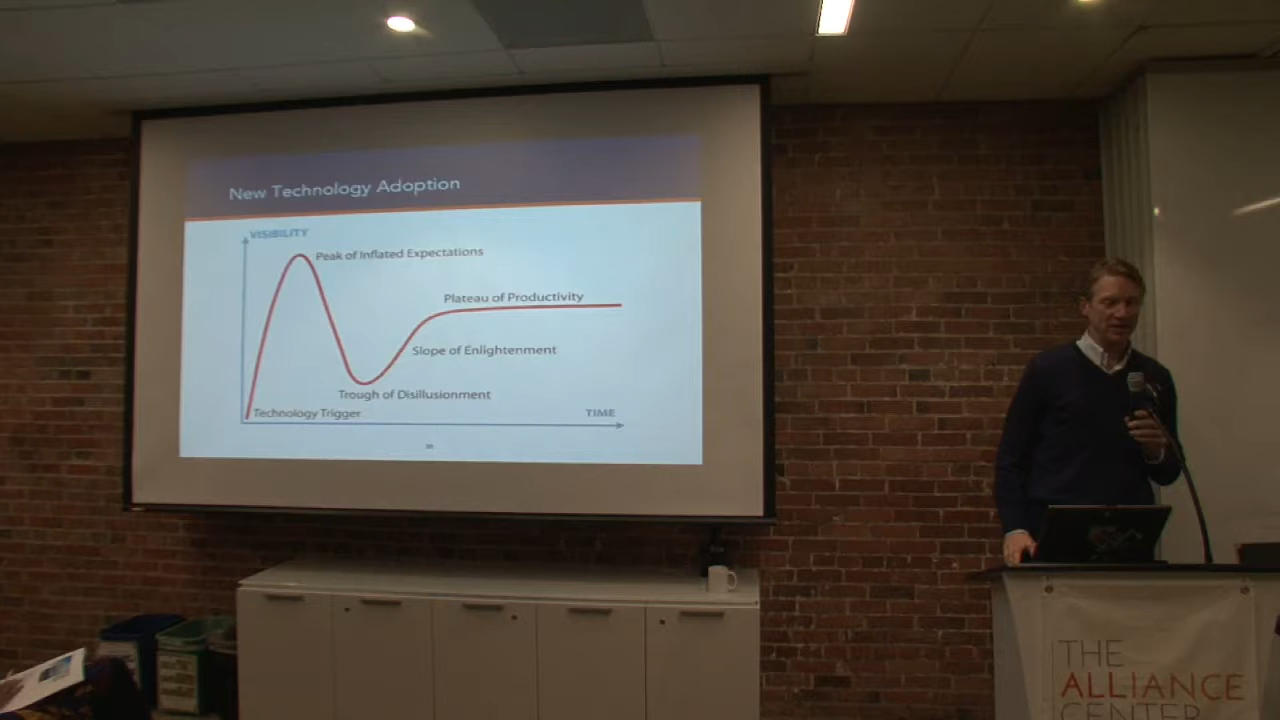 New Technology Adoption
VISIBILITY
Peak of Inflated Expectations
Plateau of Productivity
Slope of Enlightenment
Trough of Disillusionment
Technology Trigger
TIME
THE
ALLIANCE
CENTER